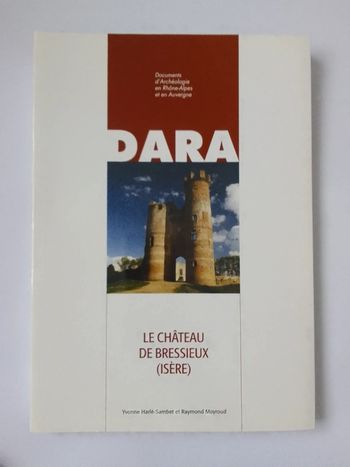 Documents
d'Archéologie
en Rhône-Alpes
et en Auvergne
DARA
LE CHÂTEAU
DE BRESSIEUX
(ISÈRE)
Yvonne Harlé-Sambet et Raymond Moyroud